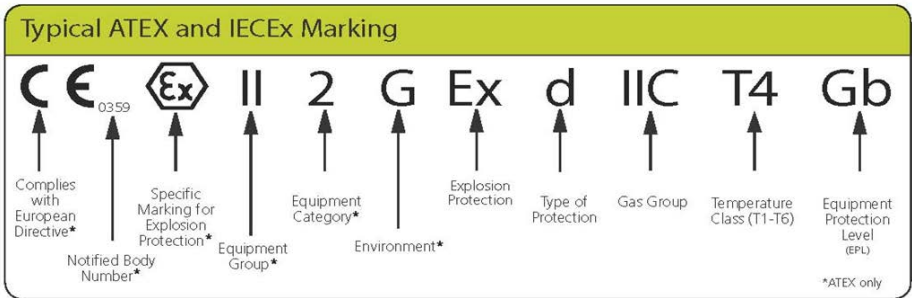 Typical ATEX and IECEx Marking
CE 0359 Ex II 2 G Ex d IIC T4 Gb
Complies
with
European
Directive*
Notified Body
Number*
Specific
Marking for
Explosion
Protection*
Equipment
Group*
Equipment
Category*
Environment*
Explosion
Protection
Type of
Protection
Gas Group
Temperature
Class (T1-T6)
Equipment
Protection
Level
(EPL)
*ATEX only